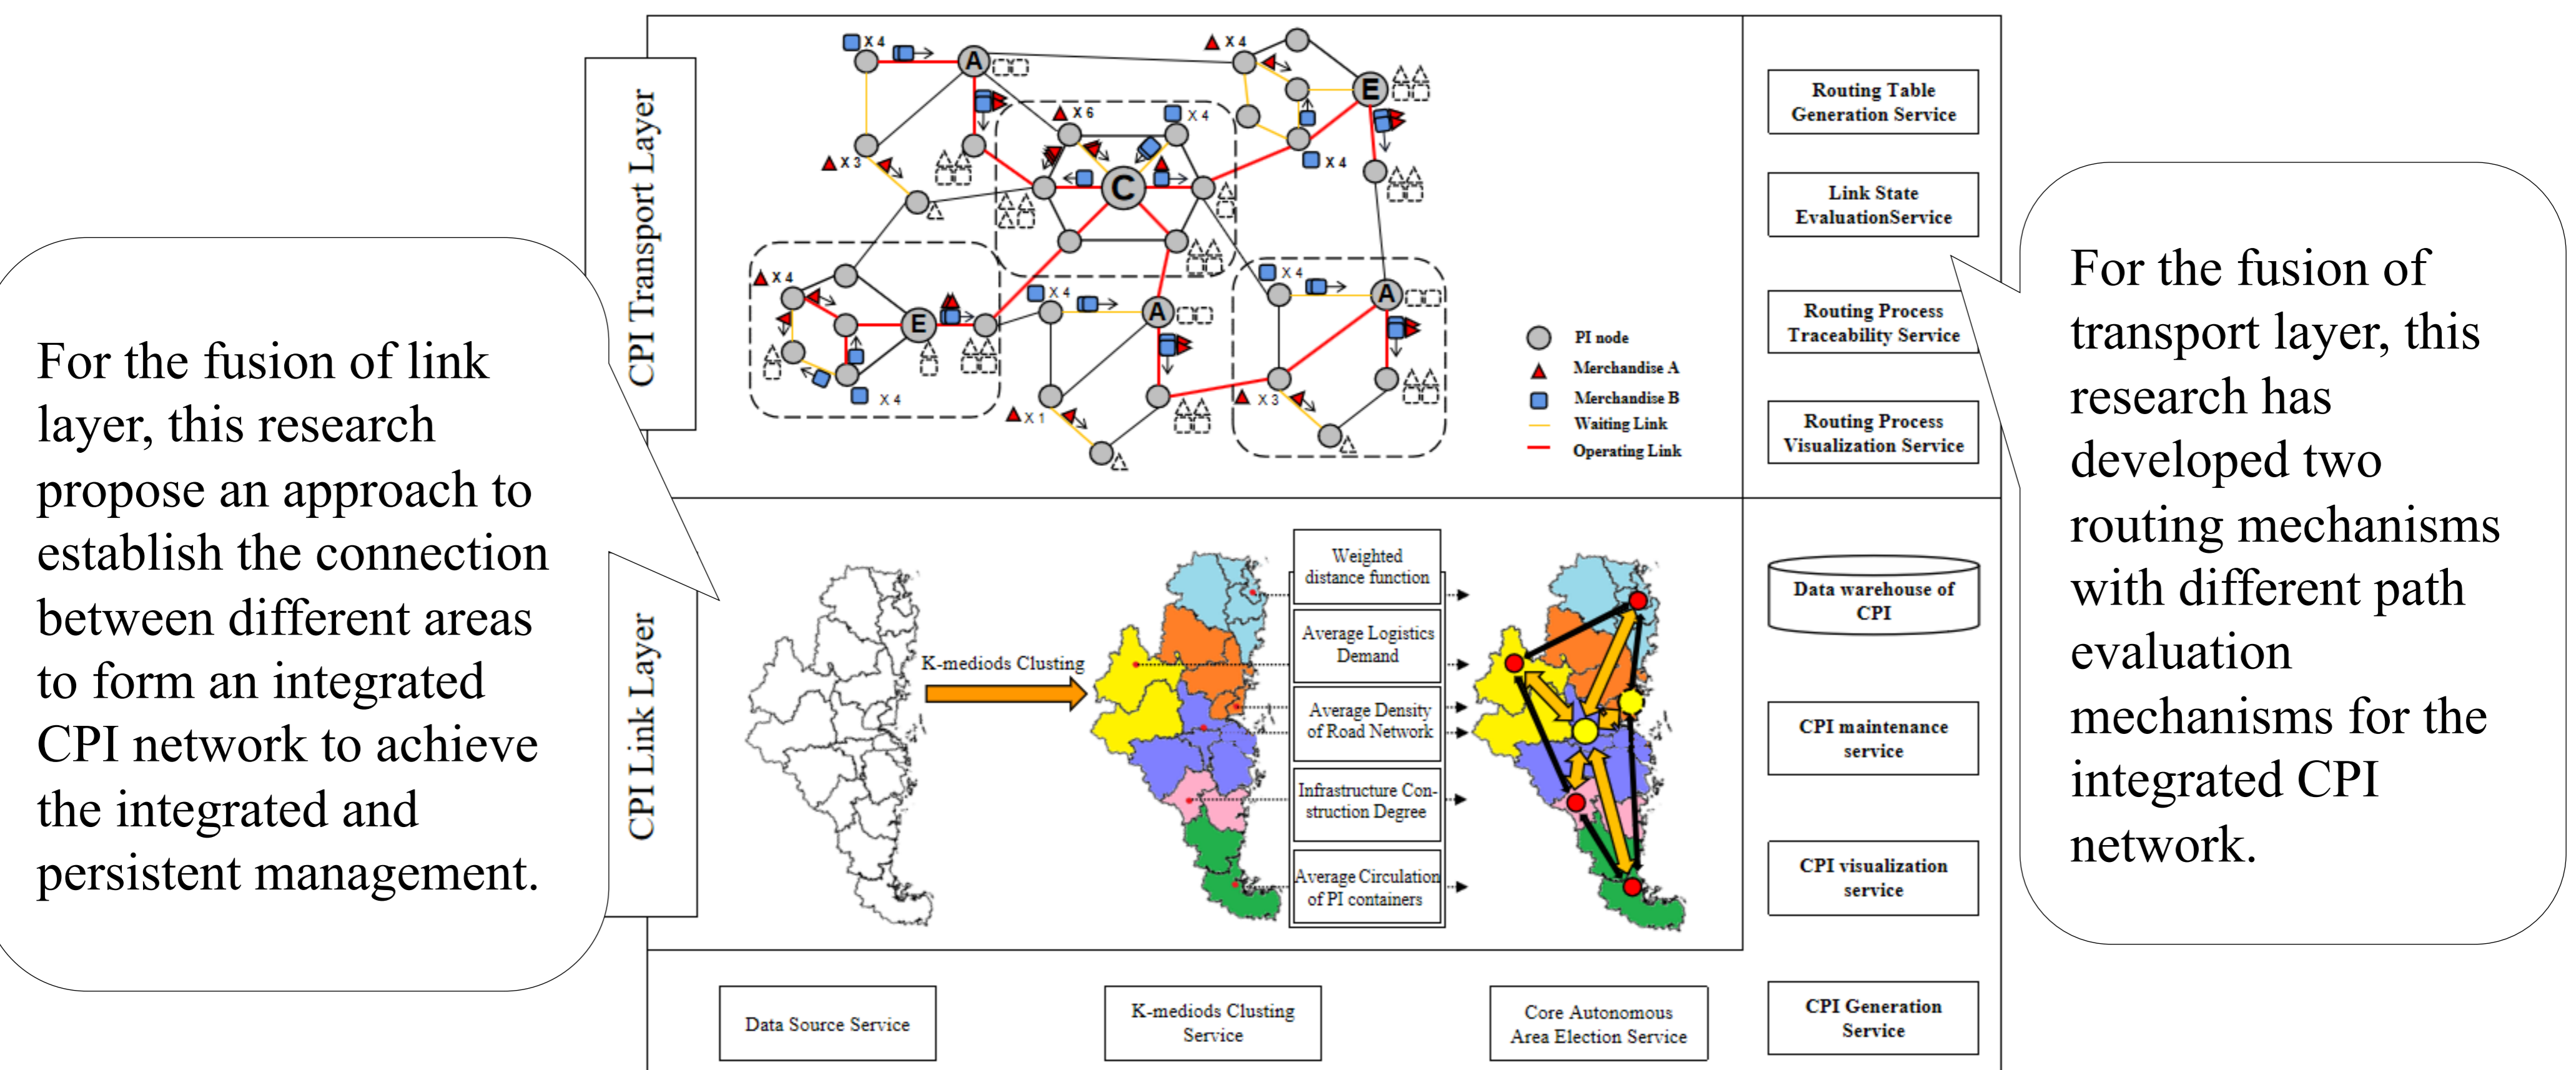 For the fusion of link
layer, this research
propose an approach to
establish the connection
between different areas
to form an integrated
CPI network to achieve
the integrated and
persistent management.
CPI Transport Layer
X 4
A
X 4
E
X 6
X 4
X 3
C
X 4
X 4
E
X 4
X 4
A
X 1
X 4
A
X 3
PI node
Merchandise A
Merchandise B
Waiting Link
Operating Link
Routing Table
Generation Service
Link State
EvaluationService
Routing Process
Traceability Service
Routing Process
Visualization Service
CPI Link Layer
K-mediods Clusting
Weighted
distance function
Average Logistics
Demand
Average Density
of Road Network
Infrastructure Con-
struction Degree
Average Circulation
of PI containers
Data warehouse of
CPI
CPI maintenance
service
CPI visualization
service
Data Source Service
K-mediods Clusting
Service
Core Autonomous
Area Election Service
CPI Generation
Service
For the fusion of
transport layer, this
research has
developed two
routing mechanisms
with different path
evaluation
mechanisms for the
integrated CPI
network.